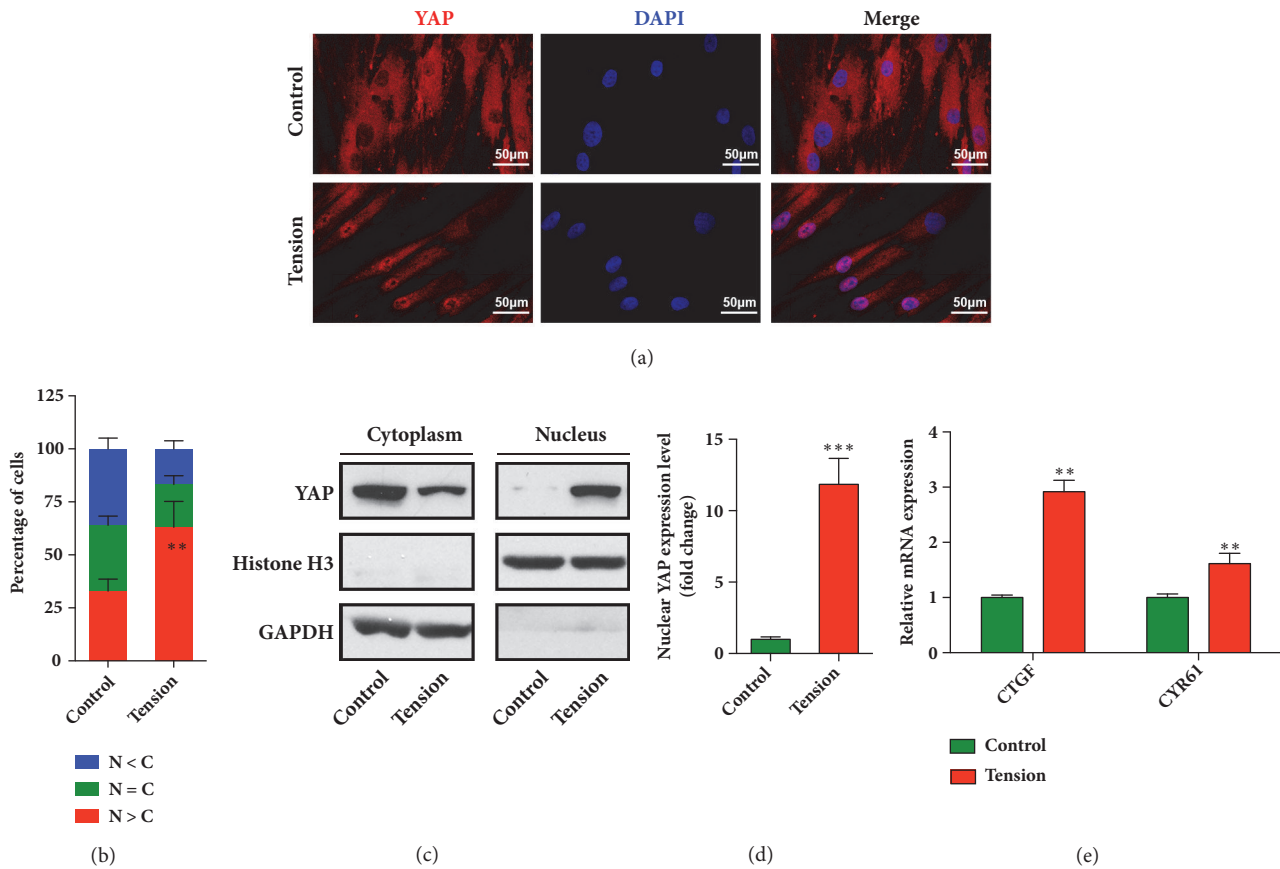 YAP DAPI Merge
Control
50μm 50μm 50μm
Tension
50μm 50μm 50μm
(a)
Percentage of cells
125
100
75
50
25
0
**
Control Tension
N < C
N = C
N > C
(b)
Cytoplasm Nucleus
YAP
Histone H3
GAPDH
Control Tension Control Tension
(c)
Nuclear YAP expression level
(fold change)
15
10
5
0
***
Control Tension
(d)
Relative mRNA expression
4
3
2
1
0
**
**
CTGF CYR61
Control
Tension
(e)